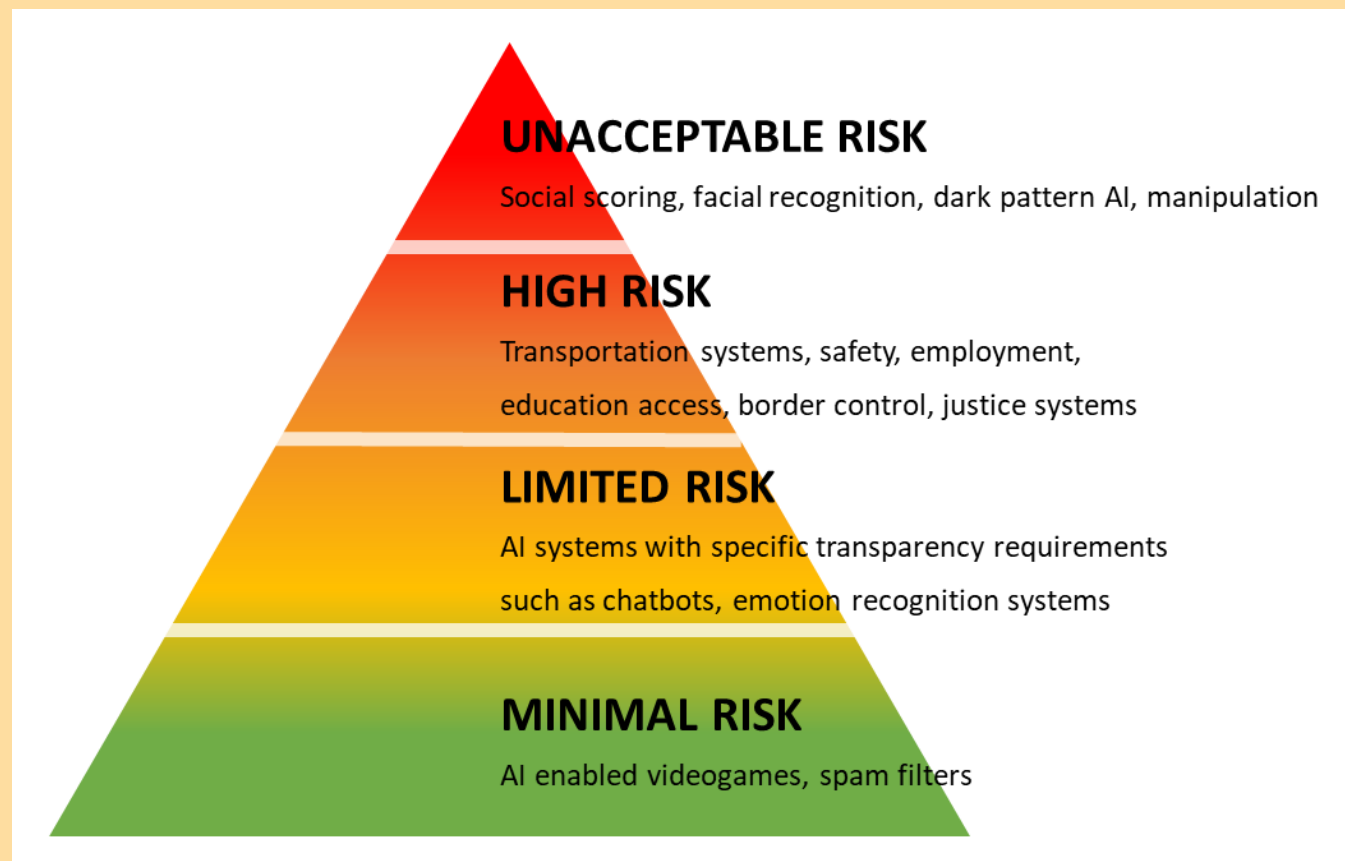 UNACCEPTABLE RISK
Social scoring, facial recognition, dark pattern AI, manipulation
HIGH RISK
Transportation systems, safety, employment,
education access, border control, justice systems
LIMITED RISK
AI systems with specific transparency requirements
such as chatbots, emotion recognition systems
MINIMAL RISK
AI enabled videogames, spam filters